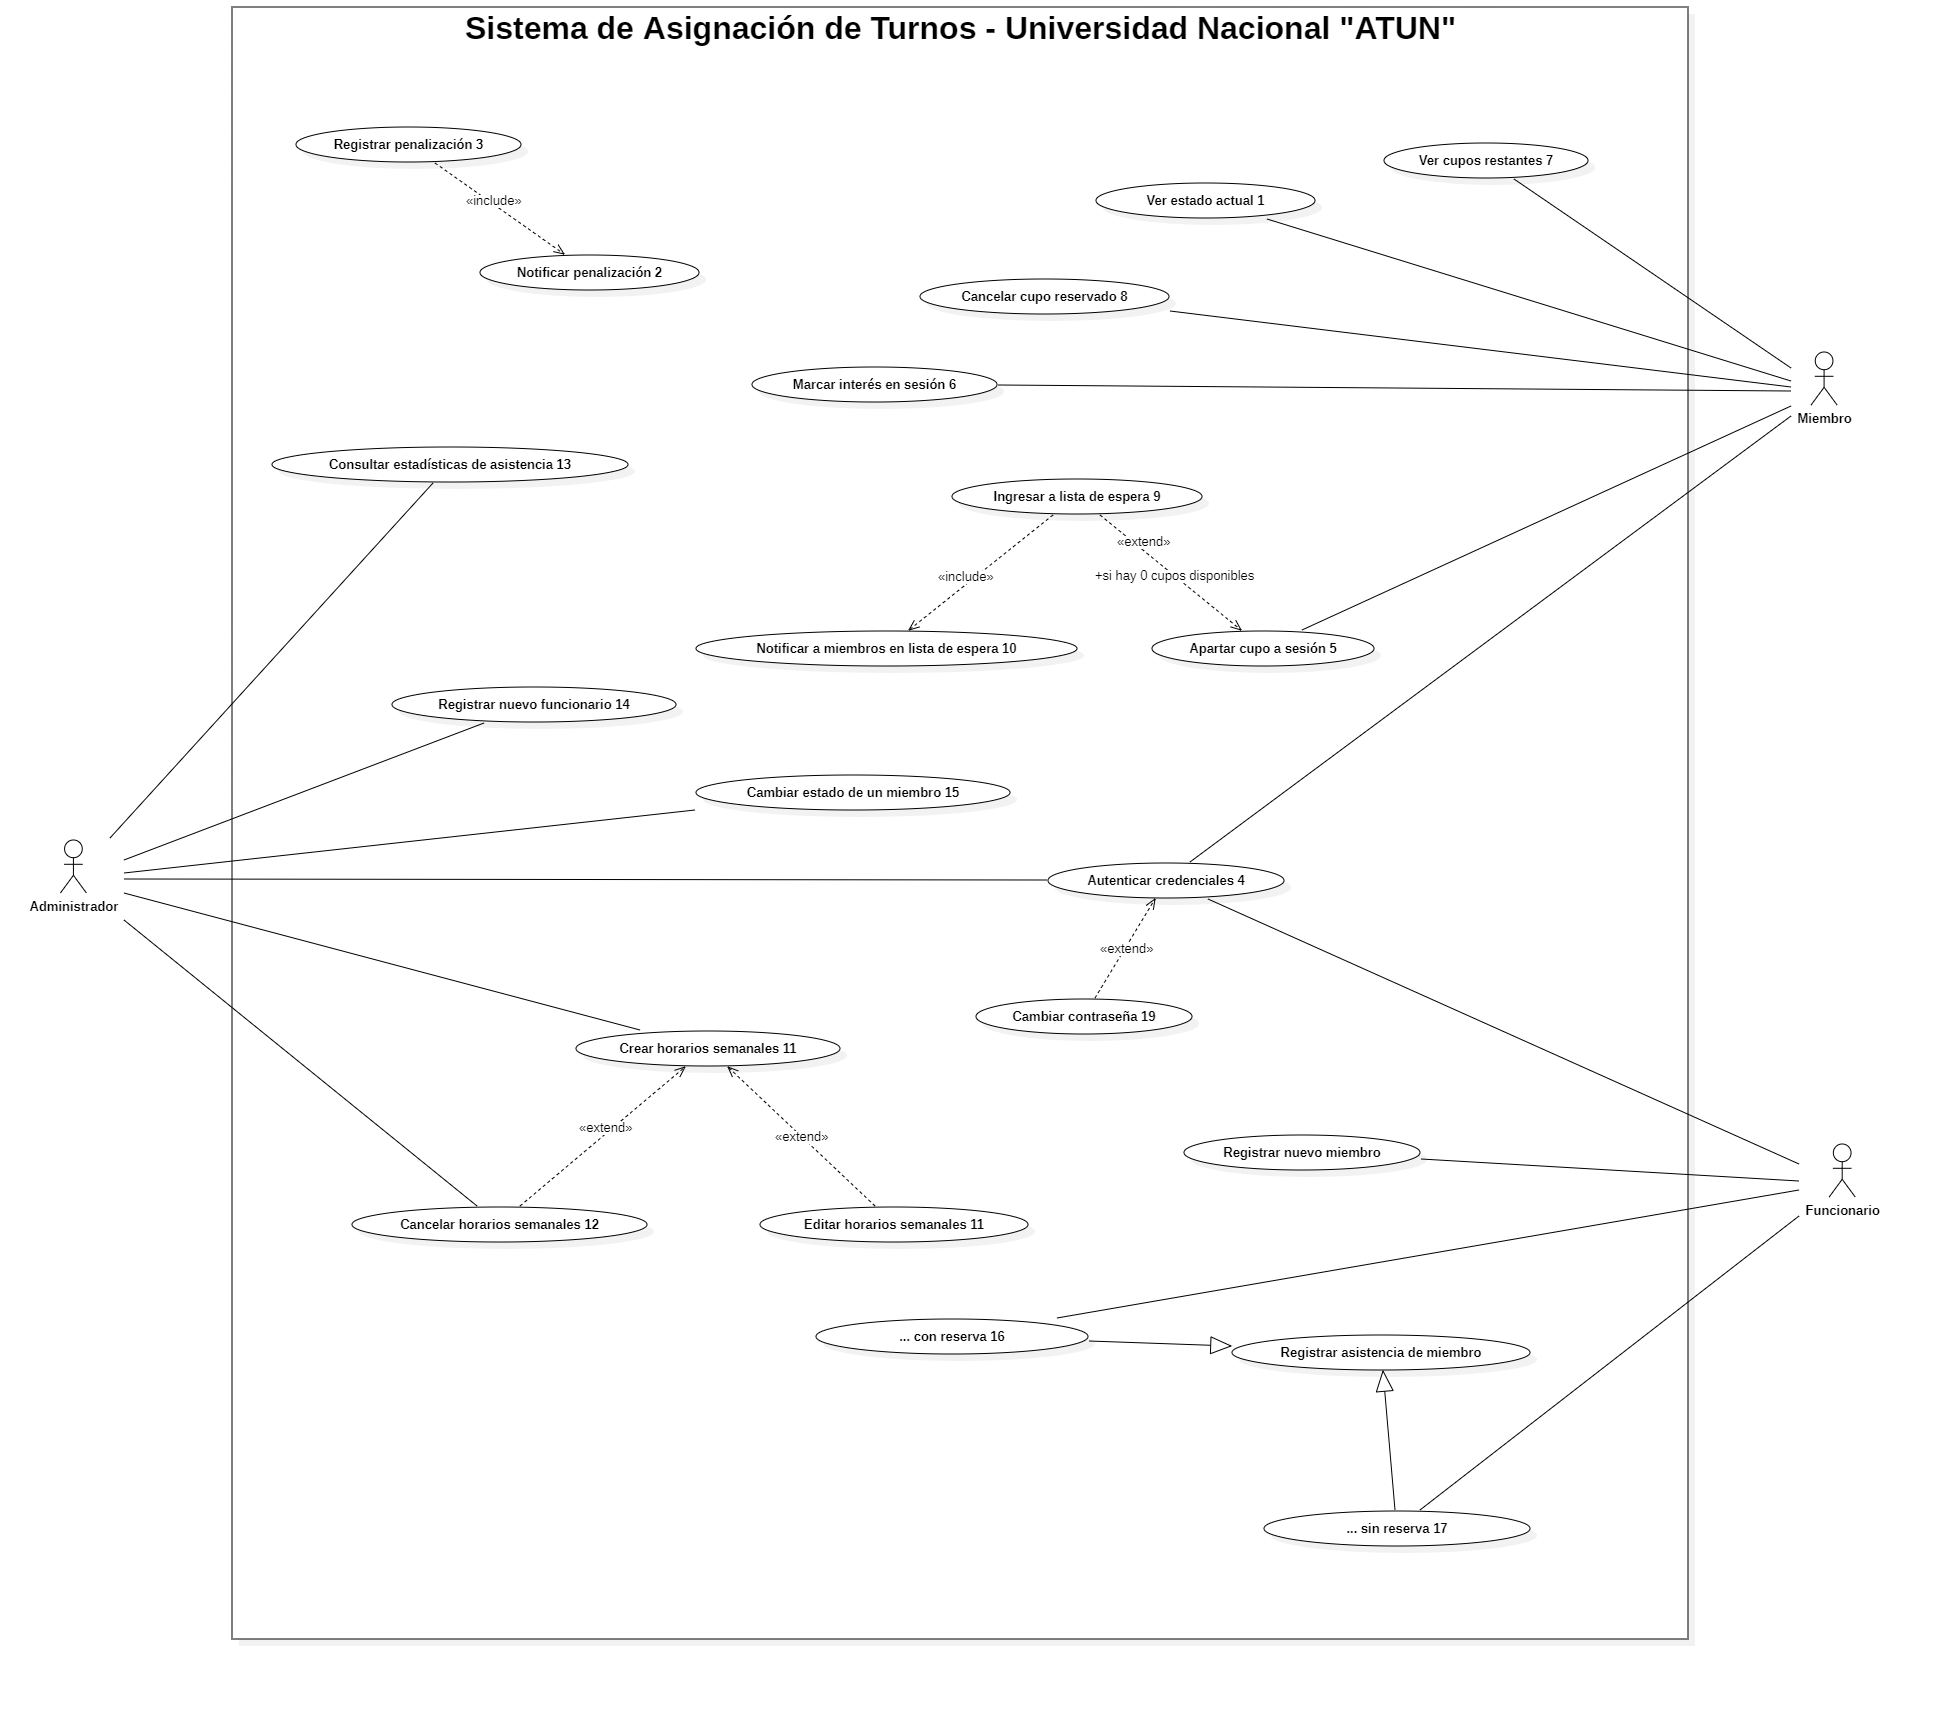 Sistema de Asignación de Turnos - Universidad Nacional "ATUN"
Registrar penalización 3
Ver cupos restantes 7
«include»
Ver estado actual 1
Notificar penalización 2
Cancelar cupo reservado 8
Marcar interés en sesión 6
Miembro
Consultar estadísticas de asistencia 13
Ingresar a lista de espera 9
«extend»
«include»
+si hay 0 cupos disponibles
Notificar a miembros en lista de espera 10
Apartar cupo a sesión 5
Registrar nuevo funcionario 14
Cambiar estado de un miembro 15
Autenticar credenciales 4
Administrador
«extend»
Cambiar contraseña 19
Crear horarios semanales 11
«extend»
«extend»
Registrar nuevo miembro
Funcionario
Cancelar horarios semanales 12
Editar horarios semanales 11
... con reserva 16
Registrar asistencia de miembro
... sin reserva 17